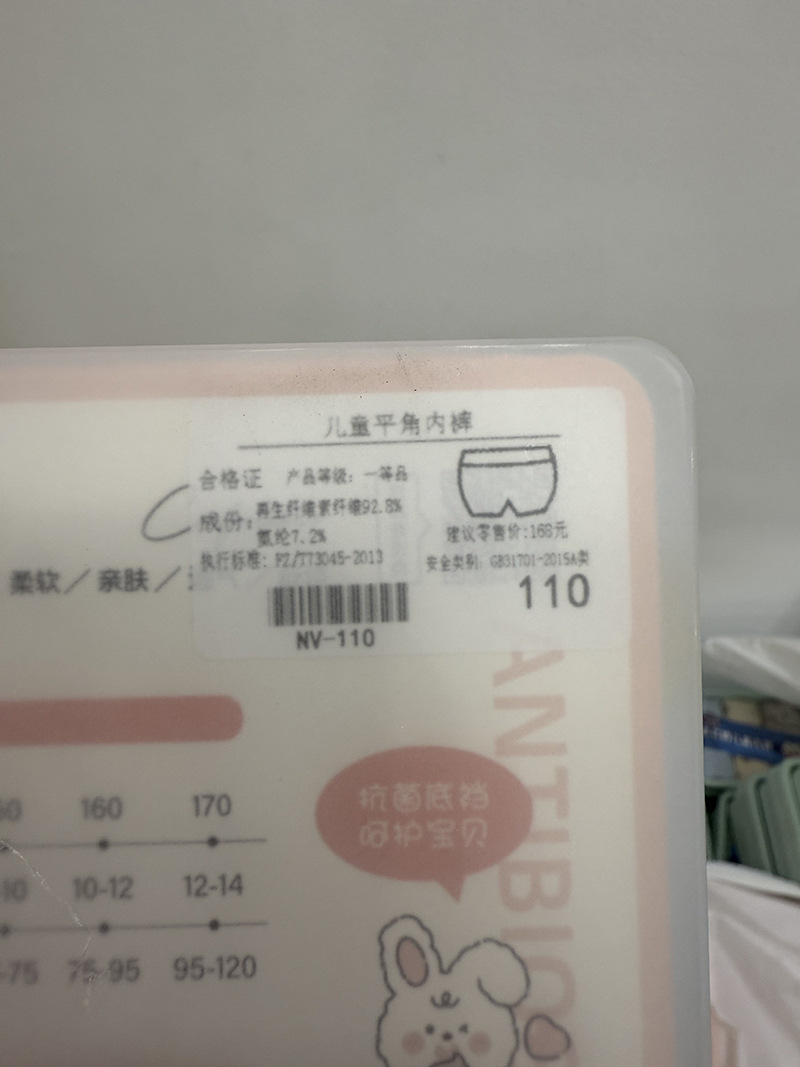 儿童平角内裤
合格证 产品等级：一等品
成份：再生纤维素纤维92.8%
氨纶7.2%
建议零售价:168元
执行标准：FZ/T73045-2013
安全类别：GB31701-2015A类
110
NV-110
柔软／亲肤／
ANTIBIO
抗菌底裆
呵护宝贝
160 170
10-12 12-14
75-95 95-120